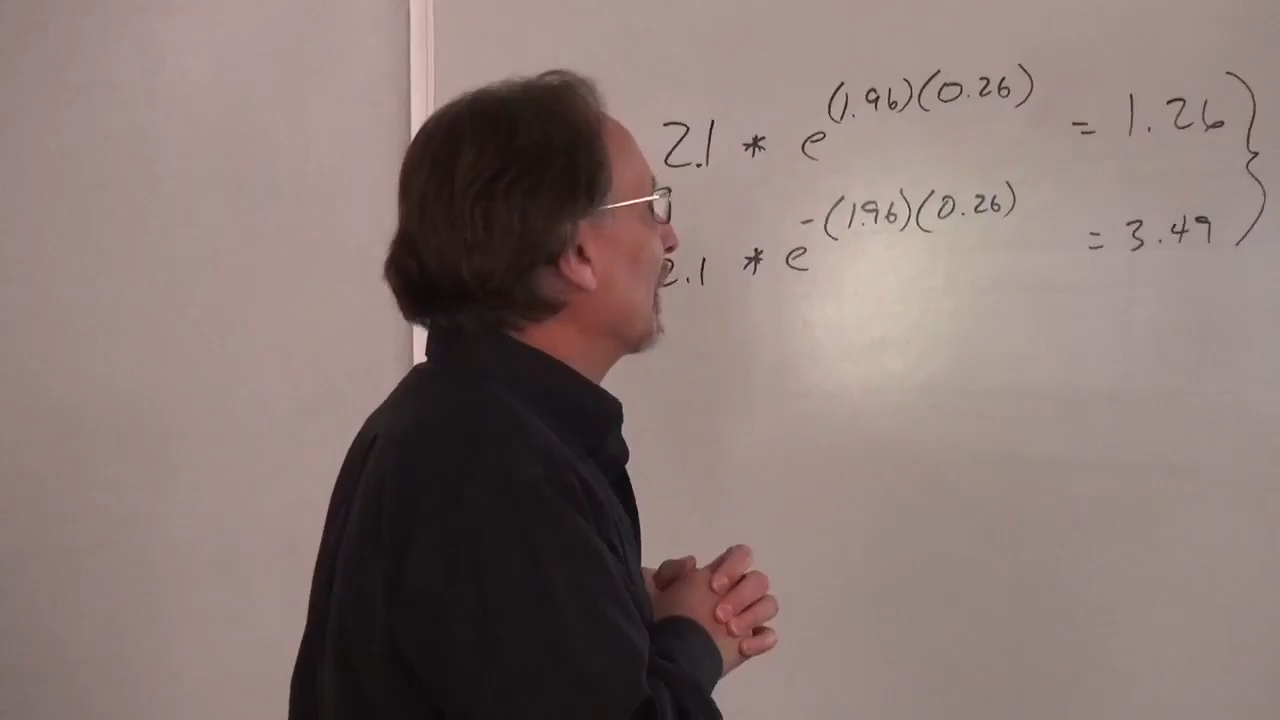 2.1 * e^(1.96)(0.26) = 1.26 }
2.1 * e^-(1.96)(0.26) = 3.49